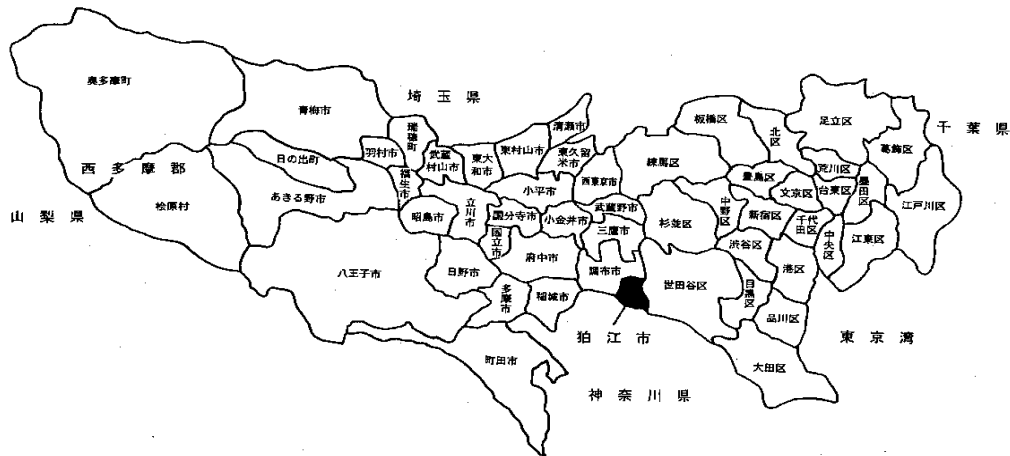 奥多摩町
青梅市
埼玉県
瑞穂町
羽村市
日の出町
西多摩郡
福生市
武蔵
村山市
東大
和市
東村山市
清瀬市
東久留
米市
西東京市
小平市
あきる野市
昭島市
立川市
国分寺市
国立市
小金井市
武蔵野市
三鷹市
山梨県
桧原村
八王子市
日野市
府中市
調布市
多摩市
稲城市
狛江市
町田市
神奈川県
板橋区
北区
足立区
千葉県
葛飾区
練馬区
豊島区
荒川区
文京区
台東区
墨田区
江戸川区
中野区
杉並区
新宿区
千代
田区
中央区
江東区
渋谷区
港区
世田谷区
目黒区
品川区
大田区
東京湾